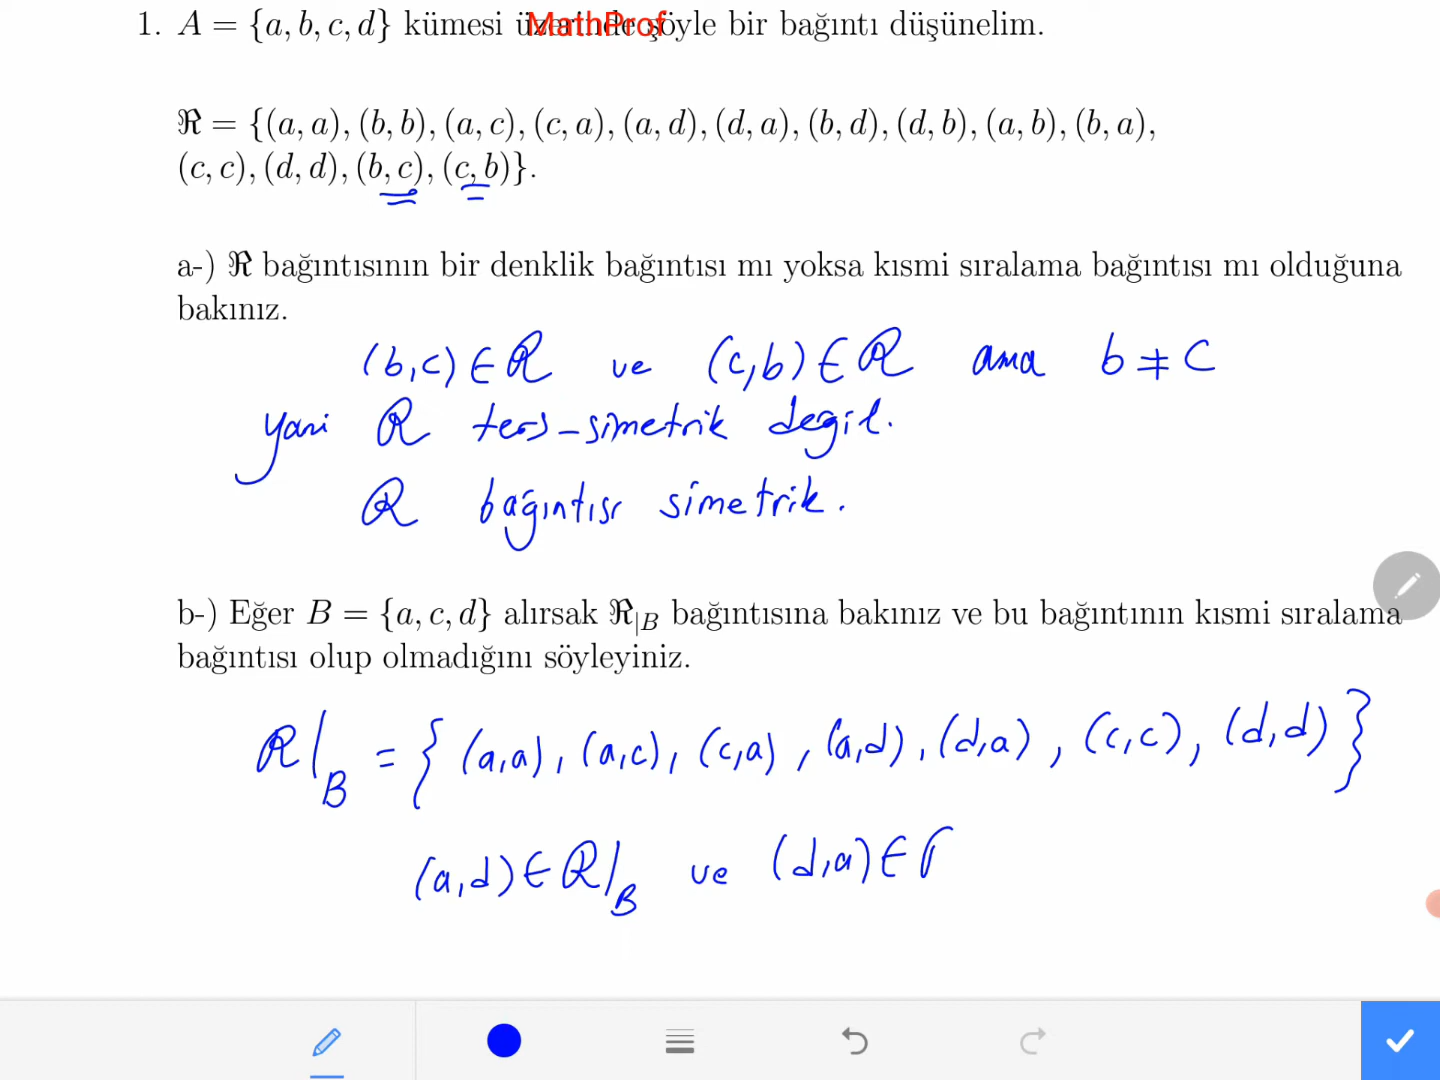 1. A = {a, b, c, d} kümesi üzerinde şöyle bir bağıntı düşünelim.
MathProf
ℜ = {(a, a), (b, b), (a, c), (c, a), (a, d), (d, a), (b, d), (d, b), (a, b), (b, a),
(c, c), (d, d), (b, c), (c, b)}.
a-) ℜ bağıntısının bir denklik bağıntısı mı yoksa kısmi sıralama bağıntısı mı olduğuna
bakınız.
(b,c) ∈ R ve (c,b) ∈ R ama b ≠ c
yani R ters-simetrik değil.
R bağıntısı simetrik.
b-) Eğer B = {a, c, d} alırsak ℜ|B bağıntısına bakınız ve bu bağıntının kısmi sıralama
bağıntısı olup olmadığını söyleyiniz.
R|B = { (a,a), (a,c), (c,a), (a,d), (d,a), (c,c), (d,d) }
(a,d) ∈ R|B ve (d,a) ∈